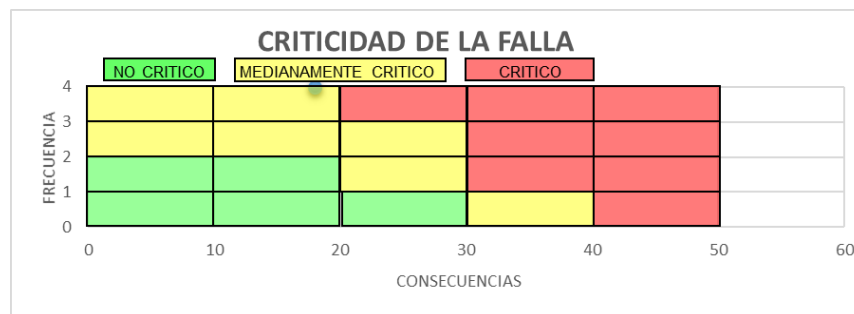 CRITICIDAD DE LA FALLA
NO CRITICO MEDIANAMENTE CRITICO CRITICO
4
3
2
1
0
FRECUENCIA
0 10 20 30 40 50 60
CONSECUENCIAS